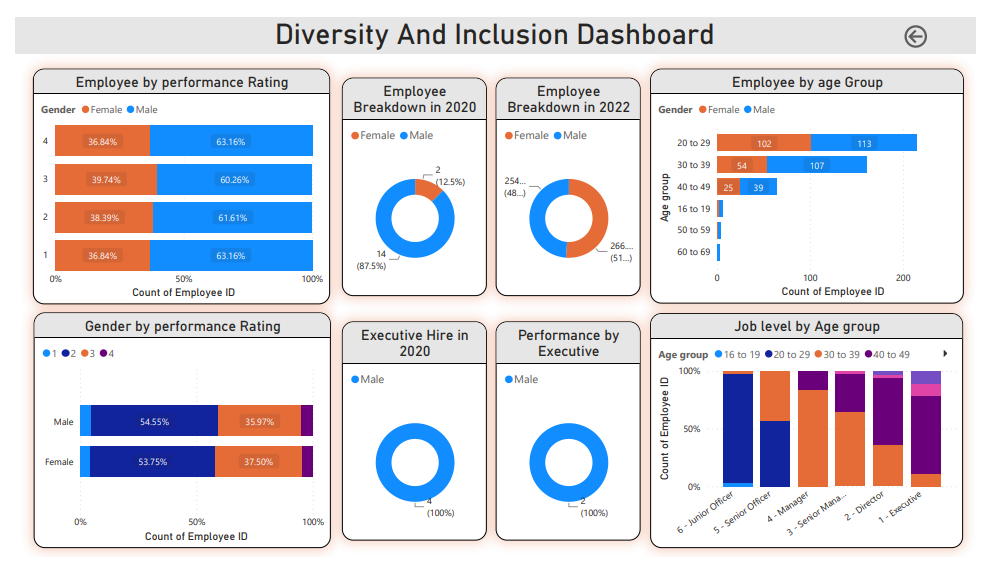 Diversity And Inclusion Dashboard
Employee by performance Rating
Gender Female Male
4 36.84% 63.16%
3 39.74% 60.26%
2 38.39% 61.61%
1 36.84% 63.16%
0% 50% 100%
Count of Employee ID
Employee
Breakdown in 2020
Female Male
2
(12.5%)
14
(87.5%)
Employee
Breakdown in 2022
Female Male
254...
(48...)
266....
(51...)
Employee by age Group
Gender Female Male
Age group
20 to 29 102 113
30 to 39 54 107
40 to 49 25 39
16 to 19
50 to 59
60 to 69
0 100 200
Count of Employee ID
Gender by performance Rating
1 2 3 4
Male 54.55% 35.97%
Female 53.75% 37.50%
0% 50% 100%
Count of Employee ID
Executive Hire in
2020
Male
4
(100%)
Performance by
Executive
Male
2
(100%)
Job level by Age group
Age group 16 to 19 20 to 29 30 to 39 40 to 49
Count of Employee ID
100%
50%
0%
6 - Junior Officer
5 - Senior Officer
4 - Manager
3 - Senior Mana...
2 - Director
1 - Executive